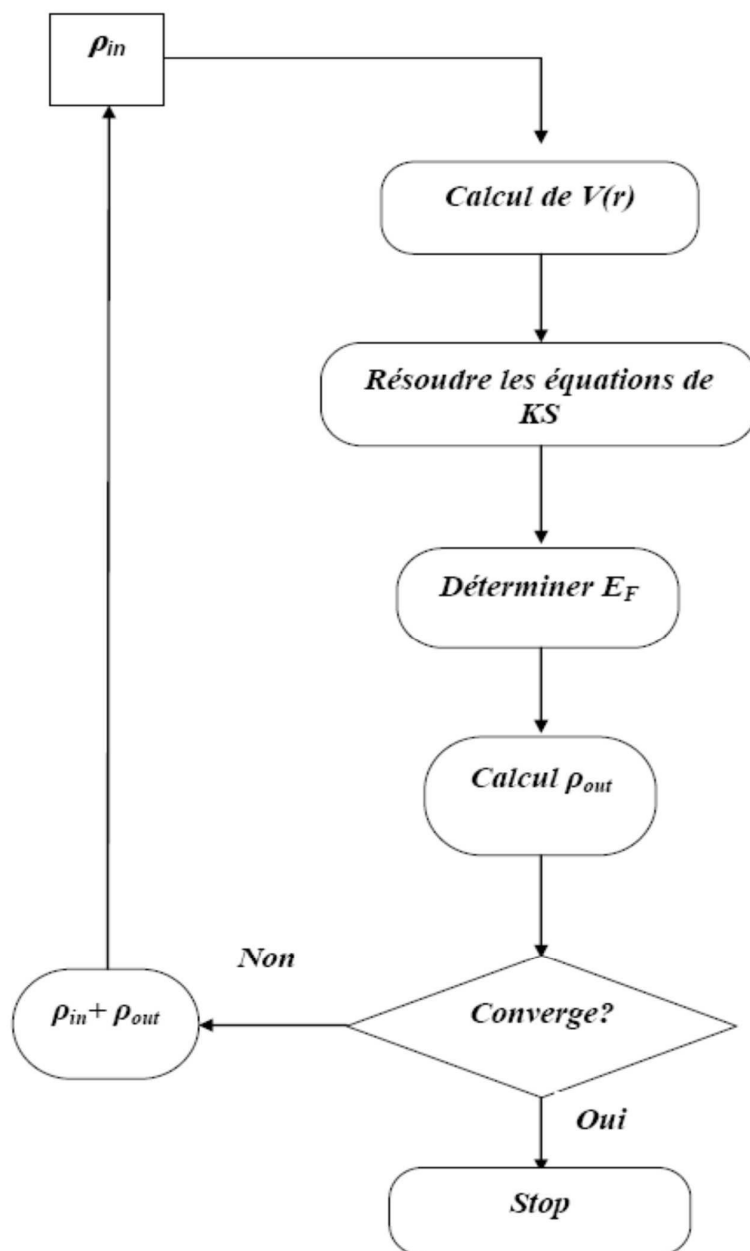 ρin
Calcul de V(r)
Résoudre les équations de
KS
Déterminer EF
Calcul ρout
Non
ρin+ ρout
Converge?
Oui
Stop